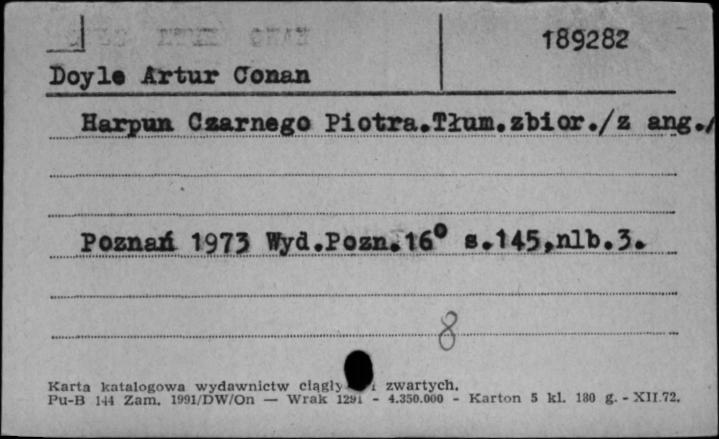 189282
Doyle Artur Conan
Harpun Czarnego Piotra.Tłum.zbior./z ang./
Poznań 1973 Wyd.Pozn.16° s.145,nlb.3.
8
Karta katalogowa wydawnictw ciągły i zwartych.
Pu-B 144 Zam. 1991/DW/On — Wrak 1291 - 4.350.000 - Karton 5 kl. 180 g. - XII.72.